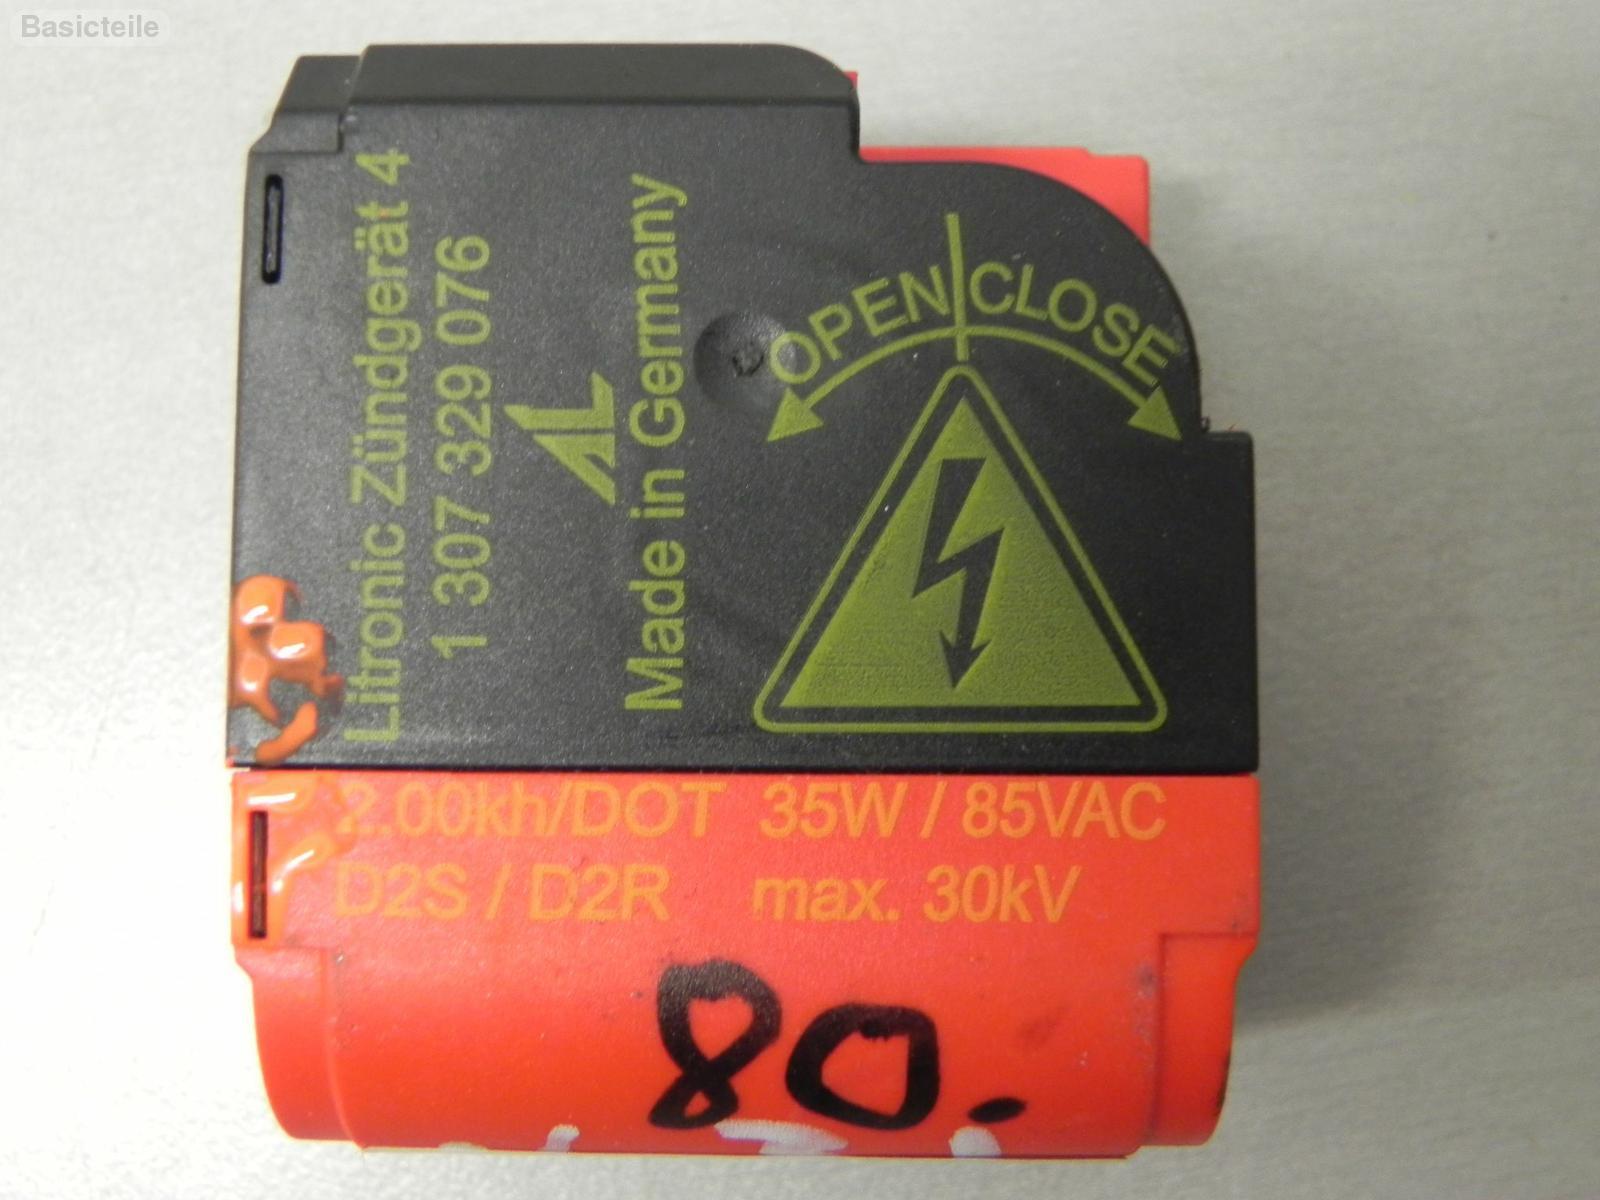 Basicteile
Litronic Zündgerät 4
1 307 329 076
AL
Made in Germany
OPEN CLOSE
2.00kh/DOT 35W / 85VAC
D2S / D2R max. 30kV
80.